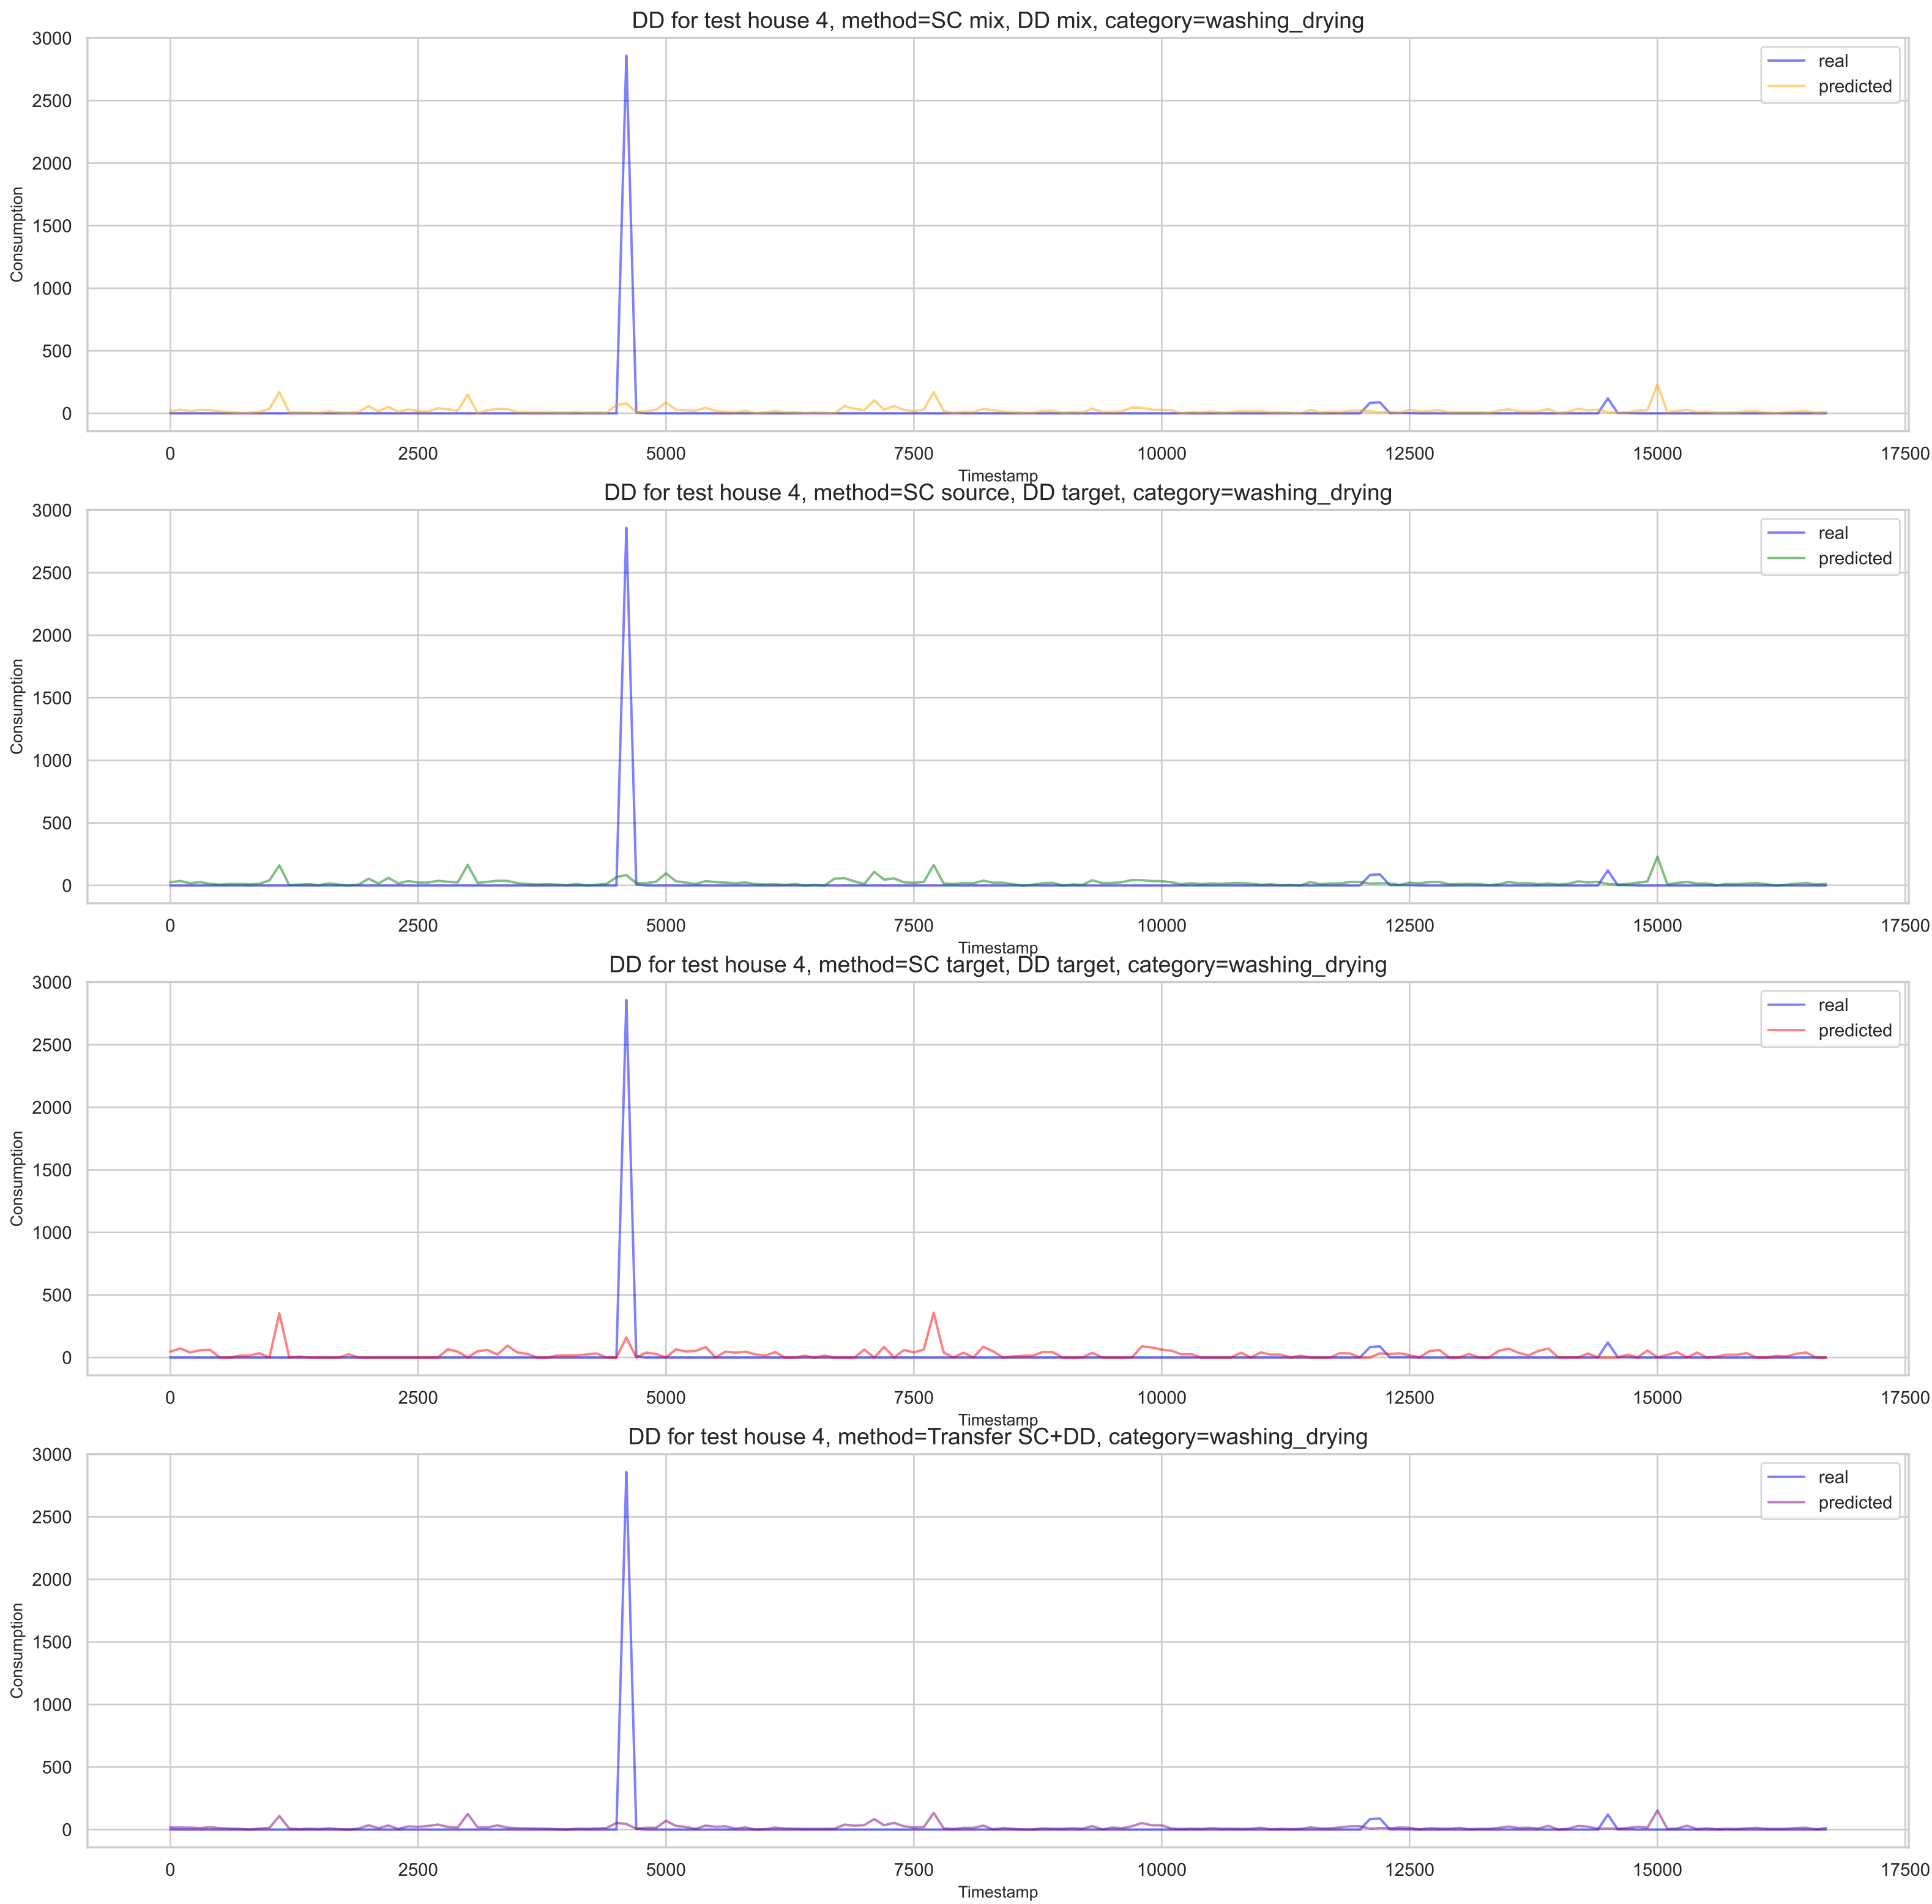 DD for test house 4, method=SC mix, DD mix, category=washing_drying
3000
2500
2000
1500
1000
500
0
Consumption
real
predicted
0 2500 5000 7500 10000 12500 15000 17500
Timestamp
DD for test house 4, method=SC source, DD target, category=washing_drying
3000
2500
2000
1500
1000
500
0
Consumption
real
predicted
0 2500 5000 7500 10000 12500 15000 17500
Timestamp
DD for test house 4, method=SC target, DD target, category=washing_drying
3000
2500
2000
1500
1000
500
0
Consumption
real
predicted
0 2500 5000 7500 10000 12500 15000 17500
Timestamp
DD for test house 4, method=Transfer SC+DD, category=washing_drying
3000
2500
2000
1500
1000
500
0
Consumption
real
predicted
0 2500 5000 7500 10000 12500 15000 17500
Timestamp